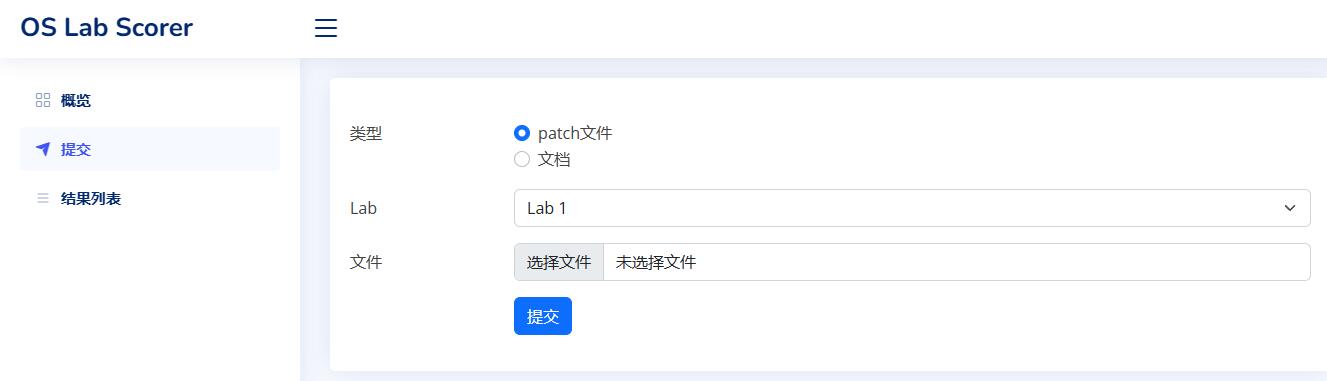 OS Lab Scorer
概览
提交
结果列表
类型
patch文件
文档
Lab
Lab 1
文件
选择文件 未选择文件
提交